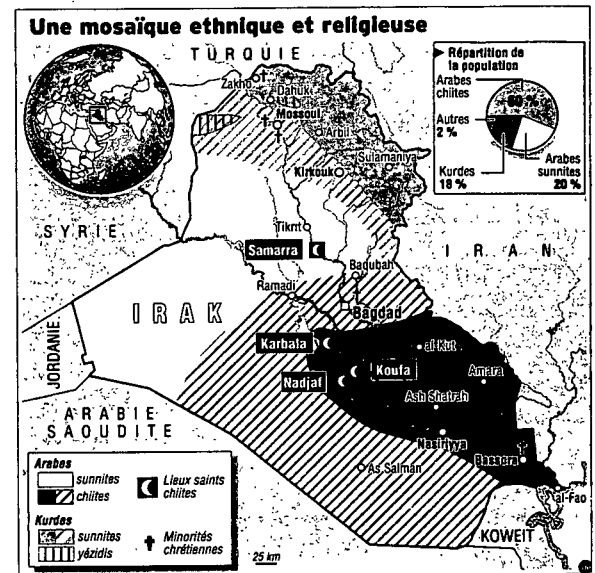 Une mosaïque ethnique et religieuse
TURQUIE
Répartition de
la population
Arabes
chiites
60 %
Autres
2 %
Kurdes
18 %
Arabes
sunnites
20 %
Zakho
Dahuk
Mossoul
Arbil
Sulamaniya
Kirkouk
SYRIE
Tikrit
Samarra
IRAN
Baqubah
Ramadi
Bagdad
IRAK
JORDANIE
Karbala
al-Kut
Koufa
Nadjaf
Amara
Ash Shatrah
ARABIE
SAOUDITE
Nasiriyya
Bassora
As Salman
al-Fao
KOWEIT
Arabes
sunnites
chiites
Lieux saints
chiites
Kurdes
sunnites
yézidis
Minorités
chrétiennes
25 km